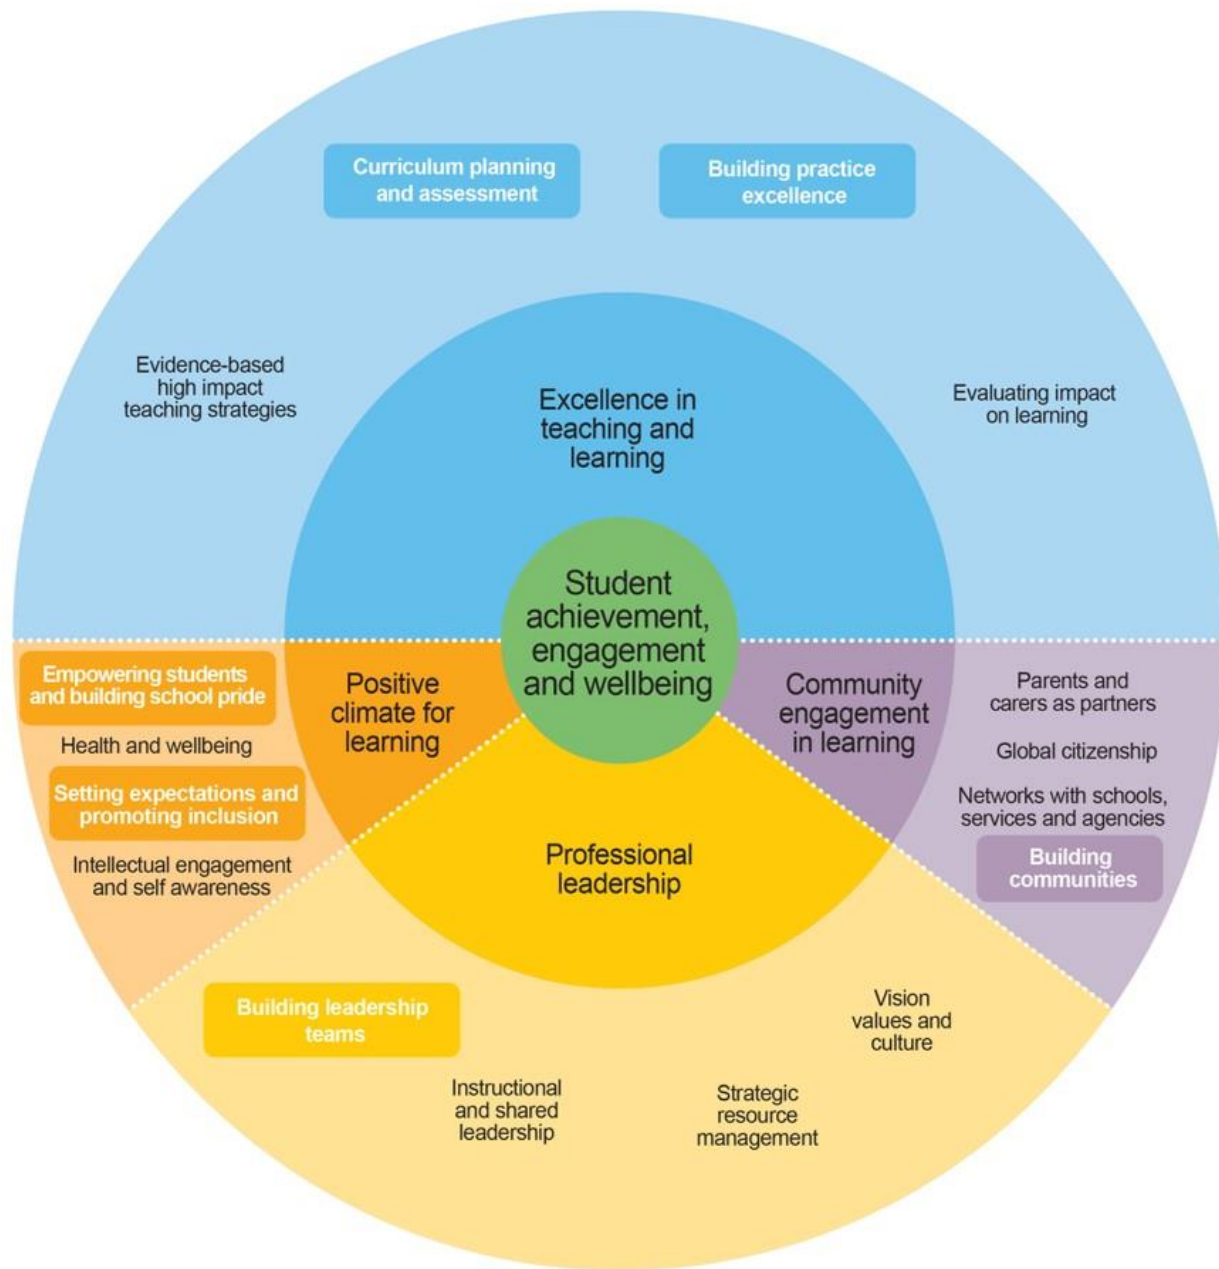 Curriculum planning
and assessment
Building practice
excellence
Evidence-based
high impact
teaching strategies
Excellence in
teaching and
learning
Evaluating impact
on learning
Student
achievement,
engagement
and wellbeing
Empowering students
and building school pride
Health and wellbeing
Setting expectations and
promoting inclusion
Intellectual engagement
and self awareness
Positive
climate for
learning
Community
engagement
in learning
Parents and
carers as partners
Global citizenship
Networks with schools,
services and agencies
Building
communities
Professional
leadership
Building leadership
teams
Instructional
and shared
leadership
Strategic
resource
management
Vision
values and
culture